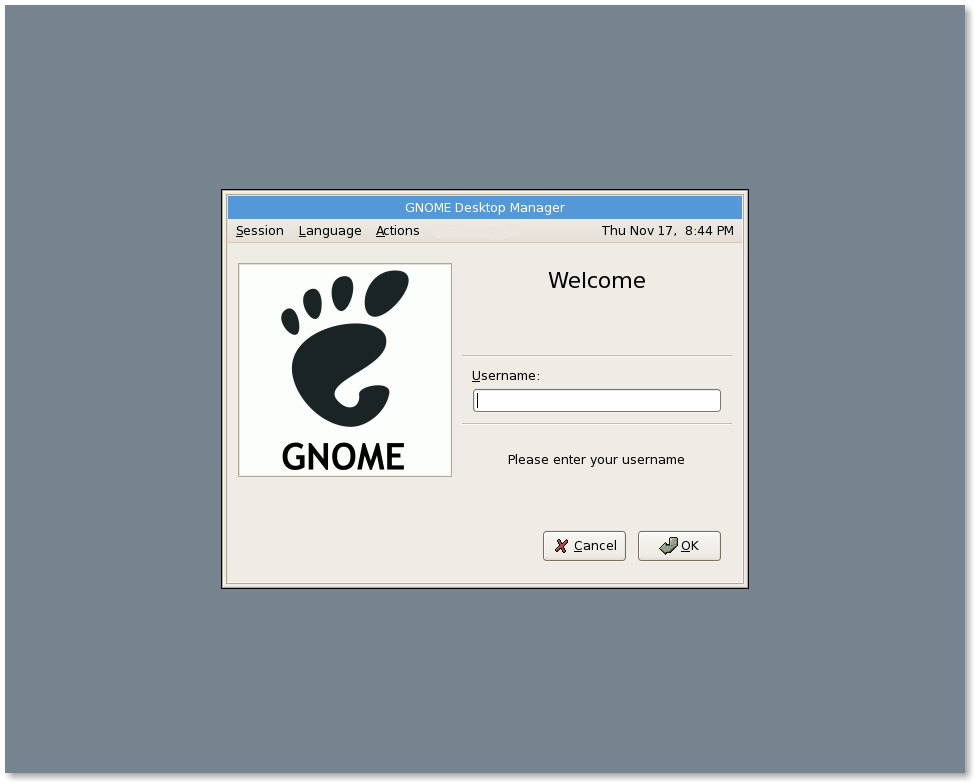 GNOME Desktop Manager
Session Language Actions Thu Nov 17, 8:44 PM
Welcome
Username:
GNOME
Please enter your username
Cancel OK